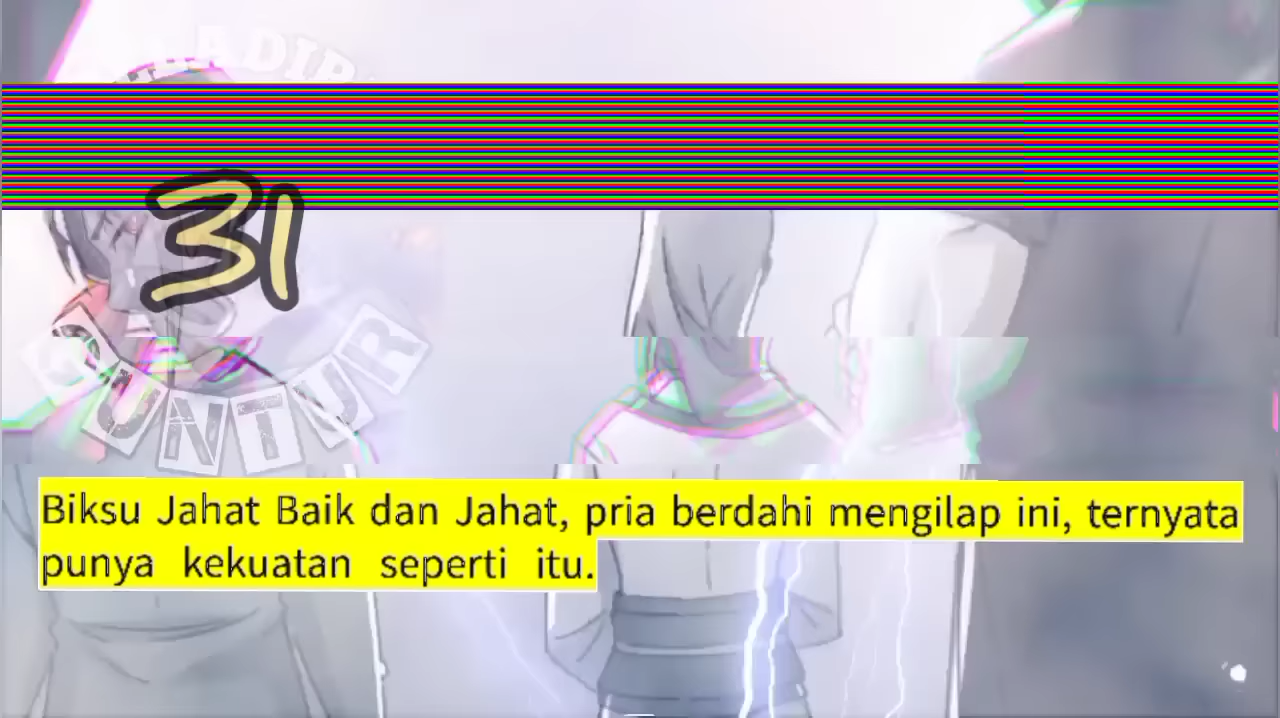 31
GUNTUR
Biksu Jahat Baik dan Jahat, pria berdahi mengilap ini, ternyata
punya kekuatan seperti itu.